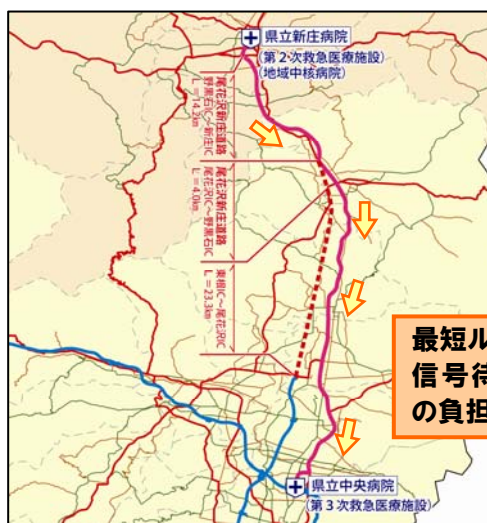 県立新庄病院
(第2次救急医療施設)
(地域中核病院)
尾花沢新庄道路
野黒沢IC~新庄IC
L=14.2km
尾花沢新庄道路
尾花沢IC~野黒沢IC
L=4.0km
東根IC~尾花沢IC
L=23.3km
最短ル
信号待
の負担
県立中央病院
(第3次救急医療施設)